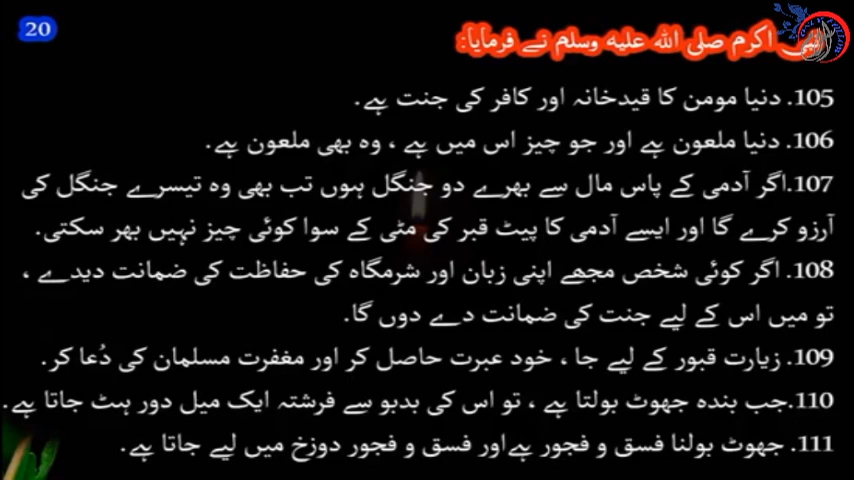 20
نبی اکرم صلی اللہ علیہ وسلم نے فرمایا:
105. دنیا مومن کا قیدخانہ اور کافر کی جنت ہے۔
106. دنیا ملعون ہے اور جو چیز اس میں ہے ، وہ بھی ملعون ہے۔
107.اگر آدمی کے پاس مال سے بھرے دو جنگل ہوں تب بھی وہ تیسرے جنگل کی
آرزو کرے گا اور ایسے آدمی کا پیٹ قبر کی مٹی کے سوا کوئی چیز نہیں بھر سکتی۔
108. اگر کوئی شخص مجھے اپنی زبان اور شرمگاہ کی حفاظت کی ضمانت دیدے ،
تو میں اس کے لیے جنت کی ضمانت دے دوں گا۔
109. زیارت قبور کے لیے جا ، خود عبرت حاصل کر اور مغفرت مسلمان کی دُعا کر۔
110.جب بندہ جھوٹ بولتا ہے ، تو اس کی بدبو سے فرشتہ ایک میل دور ہٹ جاتا ہے۔
111. جھوٹ بولنا فسق و فجور ہےاور فسق و فجور دوزخ میں لیے جاتا ہے۔